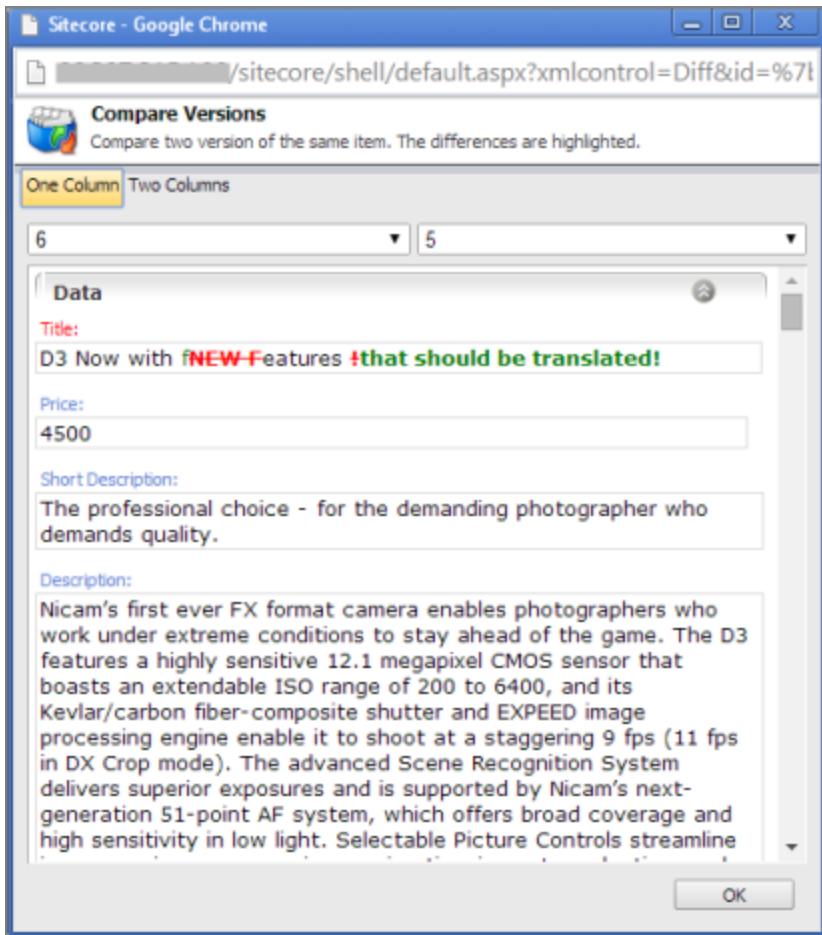 Sitecore - Google Chrome
/sitecore/shell/default.aspx?xmlcontrol=Diff&id=%7
Compare Versions
Compare two version of the same item. The differences are highlighted.
One Column Two Columns
6 5
Data
Title:
D3 Now with fNEW Features !that should be translated!
Price:
4500
Short Description:
The professional choice - for the demanding photographer who
demands quality.
Description:
Nicam's first ever FX format camera enables photographers who
work under extreme conditions to stay ahead of the game. The D3
features a highly sensitive 12.1 megapixel CMOS sensor that
boasts an extendable ISO range of 200 to 6400, and its
Kevlar/carbon fiber-composite shutter and EXPEED image
processing engine enable it to shoot at a staggering 9 fps (11 fps
in DX Crop mode). The advanced Scene Recognition System
delivers superior exposures and is supported by Nicam's next-
generation 51-point AF system, which offers broad coverage and
high sensitivity in low light. Selectable Picture Controls streamline
OK